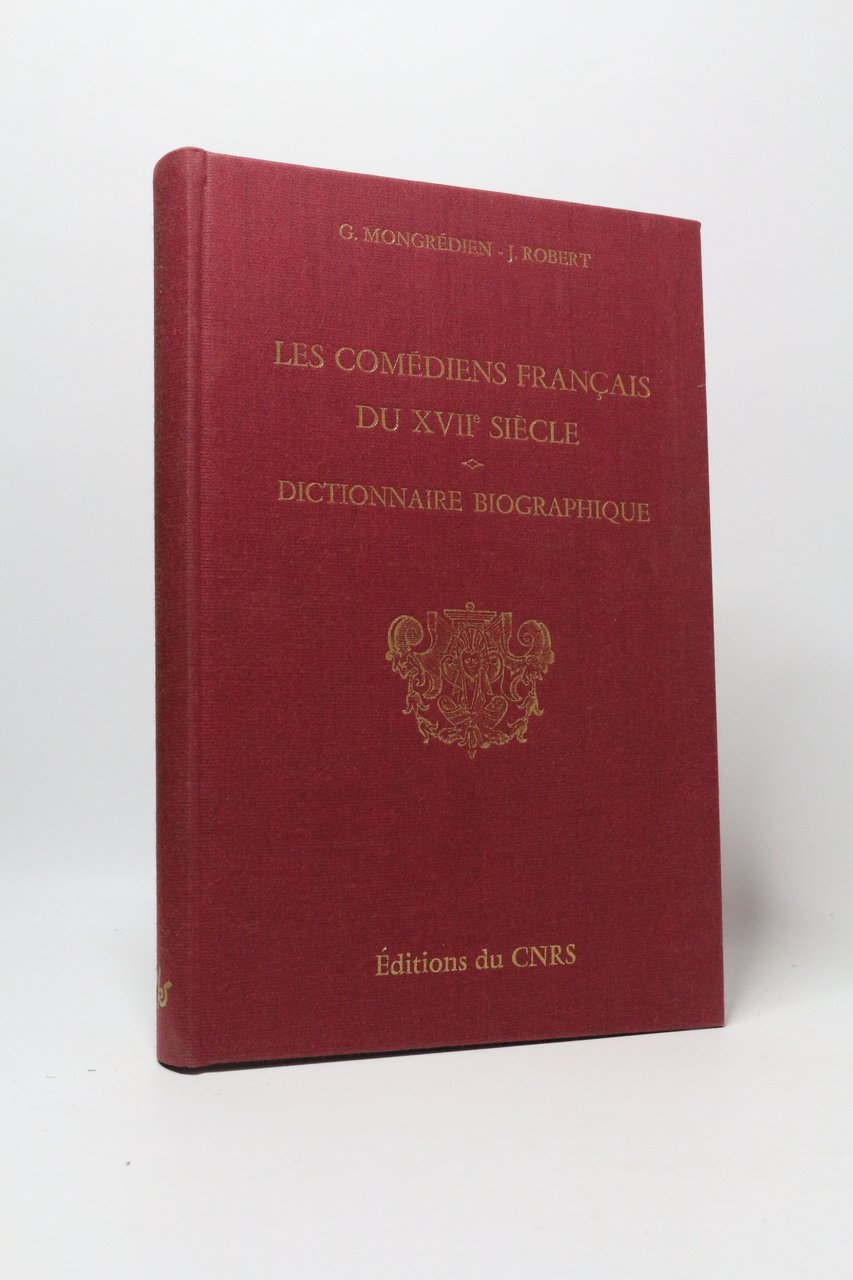 G. MONGRÉDIEN - J. ROBERT
LES COMÉDIENS FRANÇAIS
DU XVIIe SIÈCLE
DICTIONNAIRE BIOGRAPHIQUE
Éditions du CNRS